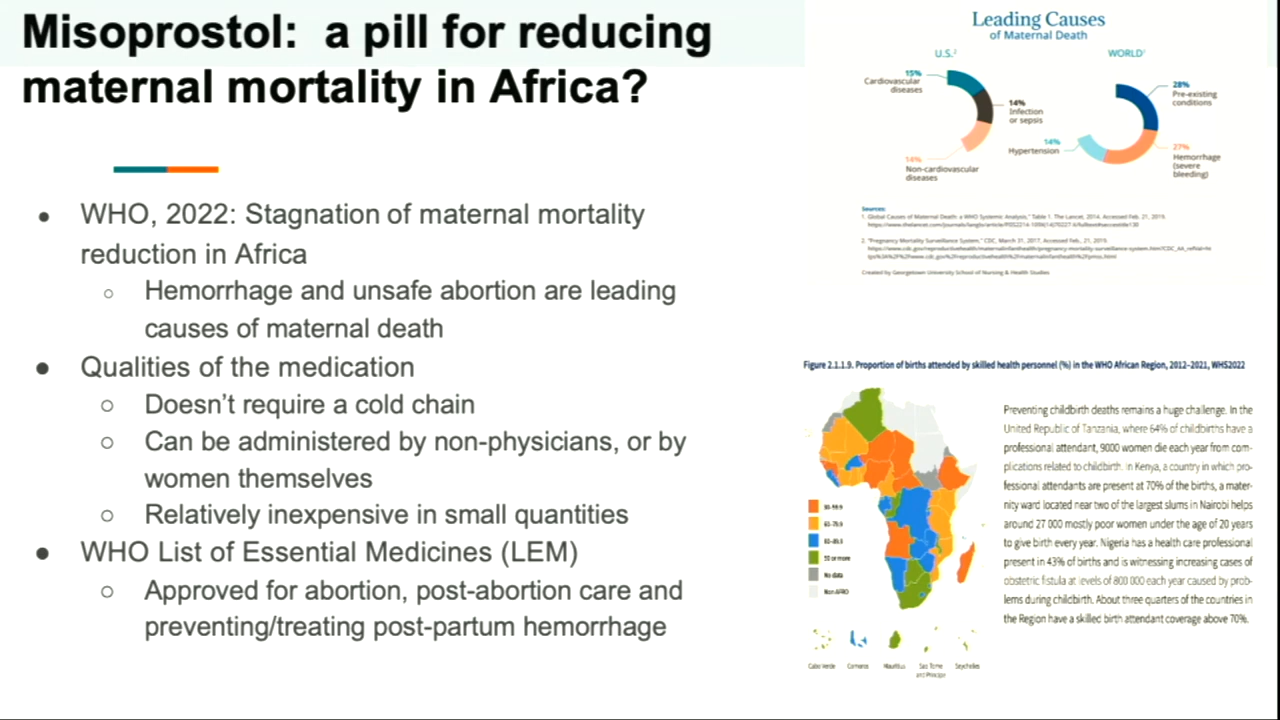 Misoprostol: a pill for reducing
maternal mortality in Africa?
● WHO, 2022: Stagnation of maternal mortality
reduction in Africa
○ Hemorrhage and unsafe abortion are leading
causes of maternal death
● Qualities of the medication
○ Doesn't require a cold chain
○ Can be administered by non-physicians, or by
women themselves
○ Relatively inexpensive in small quantities
● WHO List of Essential Medicines (LEM)
○ Approved for abortion, post-abortion care and
preventing/treating post-partum hemorrhage
Leading Causes
of Maternal Death
U.S.²
15%
Cardiovascular
diseases
14%
Infection
or sepsis
14%
Non-cardiovascular
diseases
WORLD¹
28%
Pre-existing
conditions
14%
Hypertension
27%
Hemorrhage
(severe
bleeding)
Sources:
1. Global Causes of Maternal Death: a WHO Systemic Analysis," Table 1. The Lancet, 2014. Accessed Feb. 21, 2019.
2. "Pregnancy Mortality Surveillance System," CDC, March 31, 2017. Accessed Feb., 21, 2019.
Created by Georgetown University School of Nursing & Health Studies
Figure 2.1.1.9. Proportion of births attended by skilled health personnel (%) in the WHO African Region, 2012–2021, WHS2022
90 or more
No data
Non AFRO
Cabo Verde
Comoros
Mauritius
Sao Tome
and Principe
Seychelles
Preventing childbirth deaths remains a huge challenge. In the
United Republic of Tanzania, where 64% of childbirths have a
professional attendant, 9000 women die each year from com-
plications related to childbirth. In Kenya, a country in which pro-
fessional attendants are present at 70% of the births, a mater-
nity ward located near two of the largest slums in Nairobi helps
around 27 000 mostly poor women under the age of 20 years
to give birth every year. Nigeria has a health care professional
present in 43% of births and is witnessing increasing cases of
obstetric fistula at levels of 800 000 each year caused by prob-
lems during childbirth. About three quarters of the countries in
the Region have a skilled birth attendant coverage above 70%.